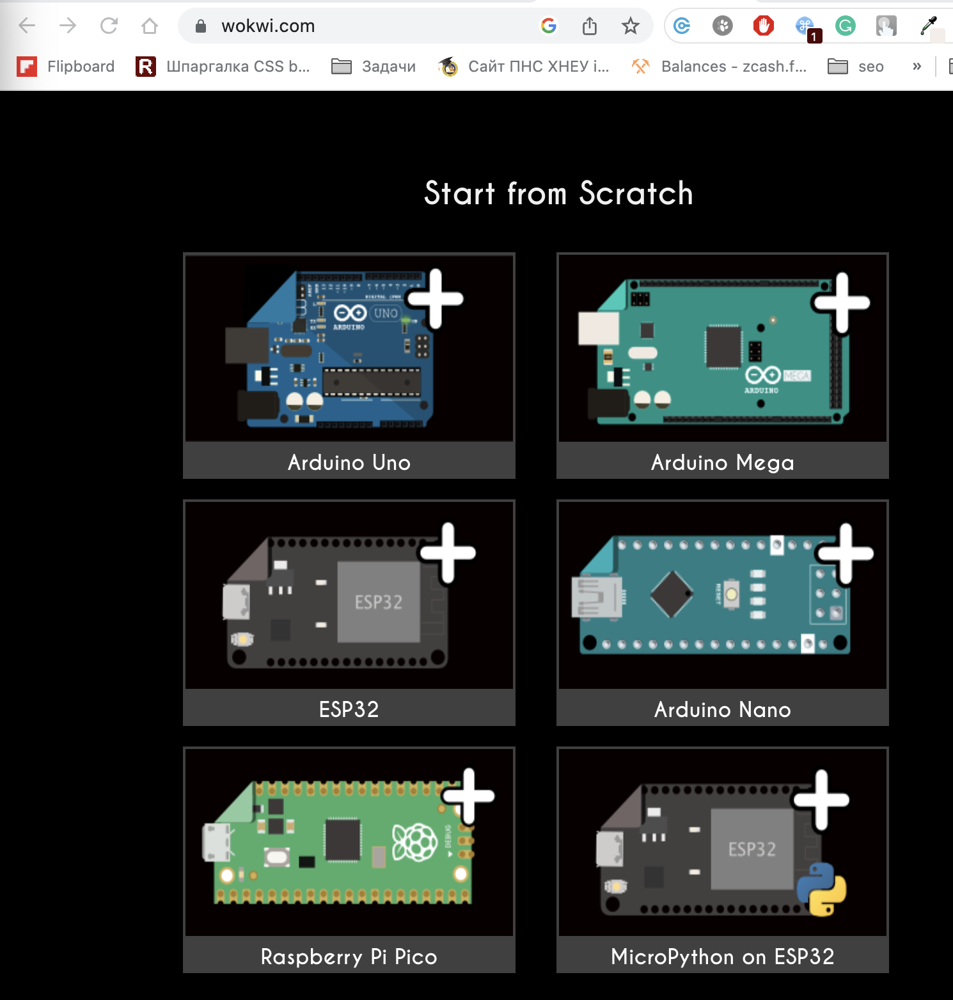 wokwi.com
1
Flipboard
Шпаргалка CSS b...
Задачи
Сайт ПНС ХНЕУ і...
Balances - zcash.f...
seo
»
Start from Scratch
UNO
ARDUINO
Arduino Uno
MEGA
ARDUINO
Arduino Mega
ESP32
ESP32
RESET
Arduino Nano
DEBUG
Raspberry Pi Pico
ESP32
MicroPython on ESP32